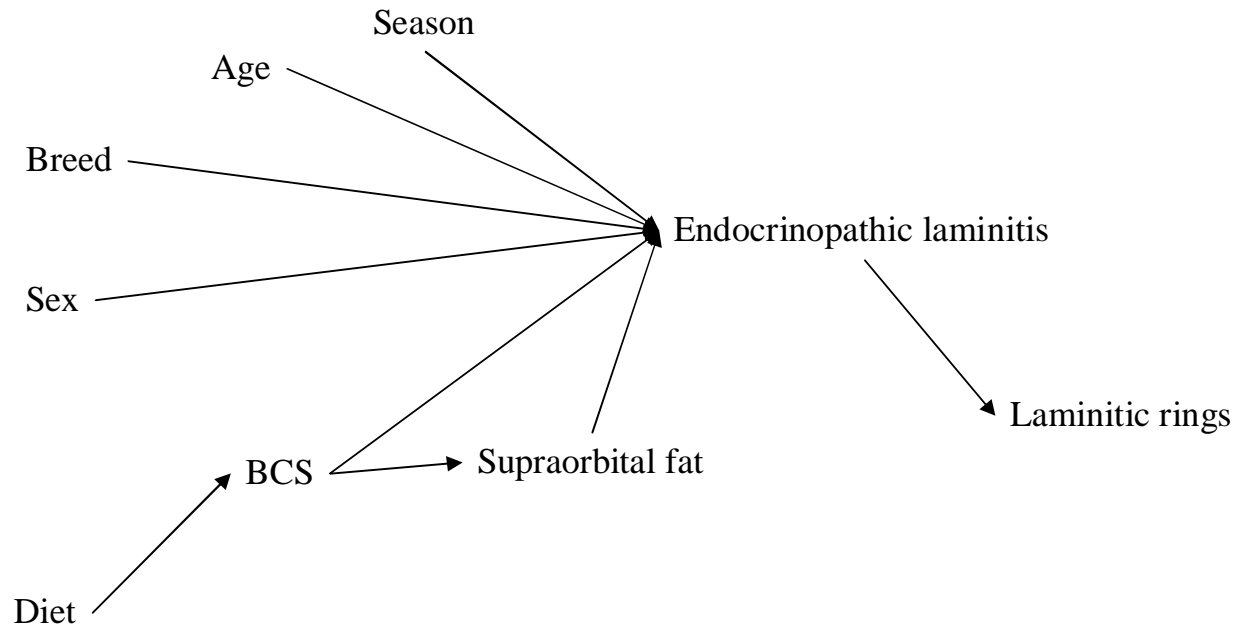 Season
Age
Breed
Endocrinopathic laminitis
Sex
Laminitic rings
Supraorbital fat
BCS
Diet